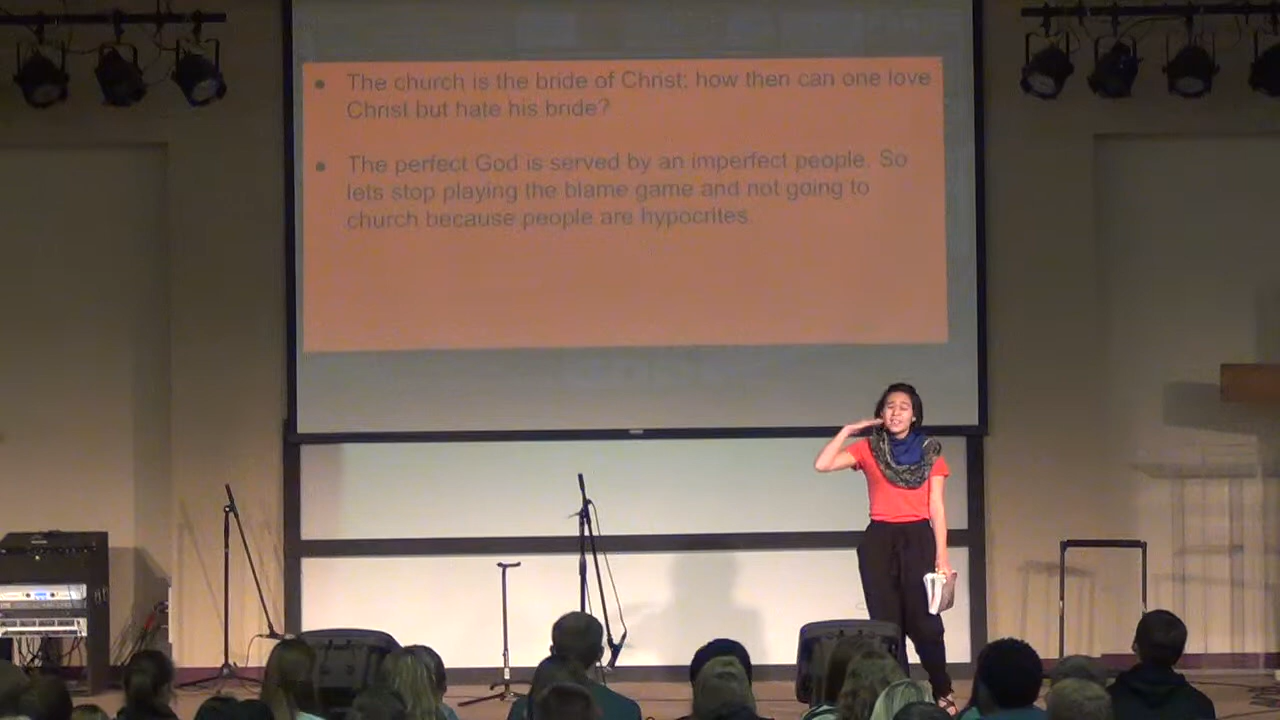 • The church is the bride of Christ; how then can one love
Christ but hate his bride?
• The perfect God is served by an imperfect people. So
lets stop playing the blame game and not going to
church because people are hypocrites.